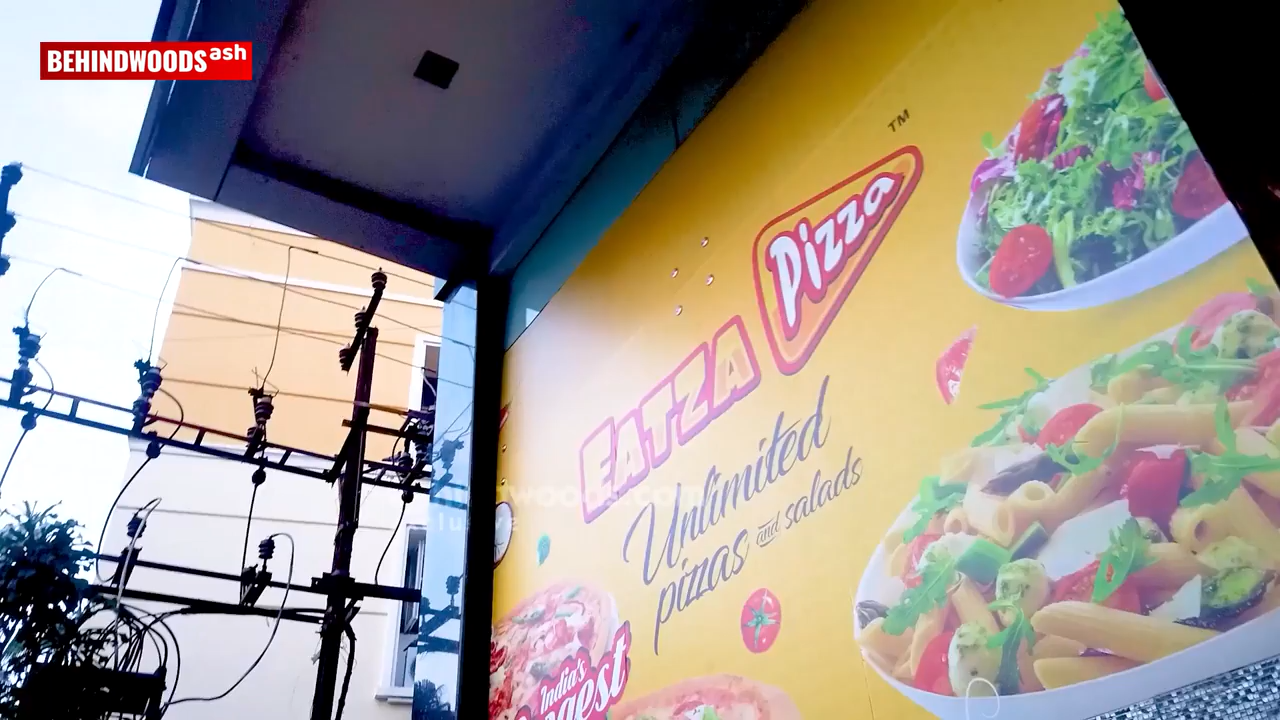 BEHINDWOODS ash
TM
EATZA Pizza
Unlimited
pizzas and salads
India's